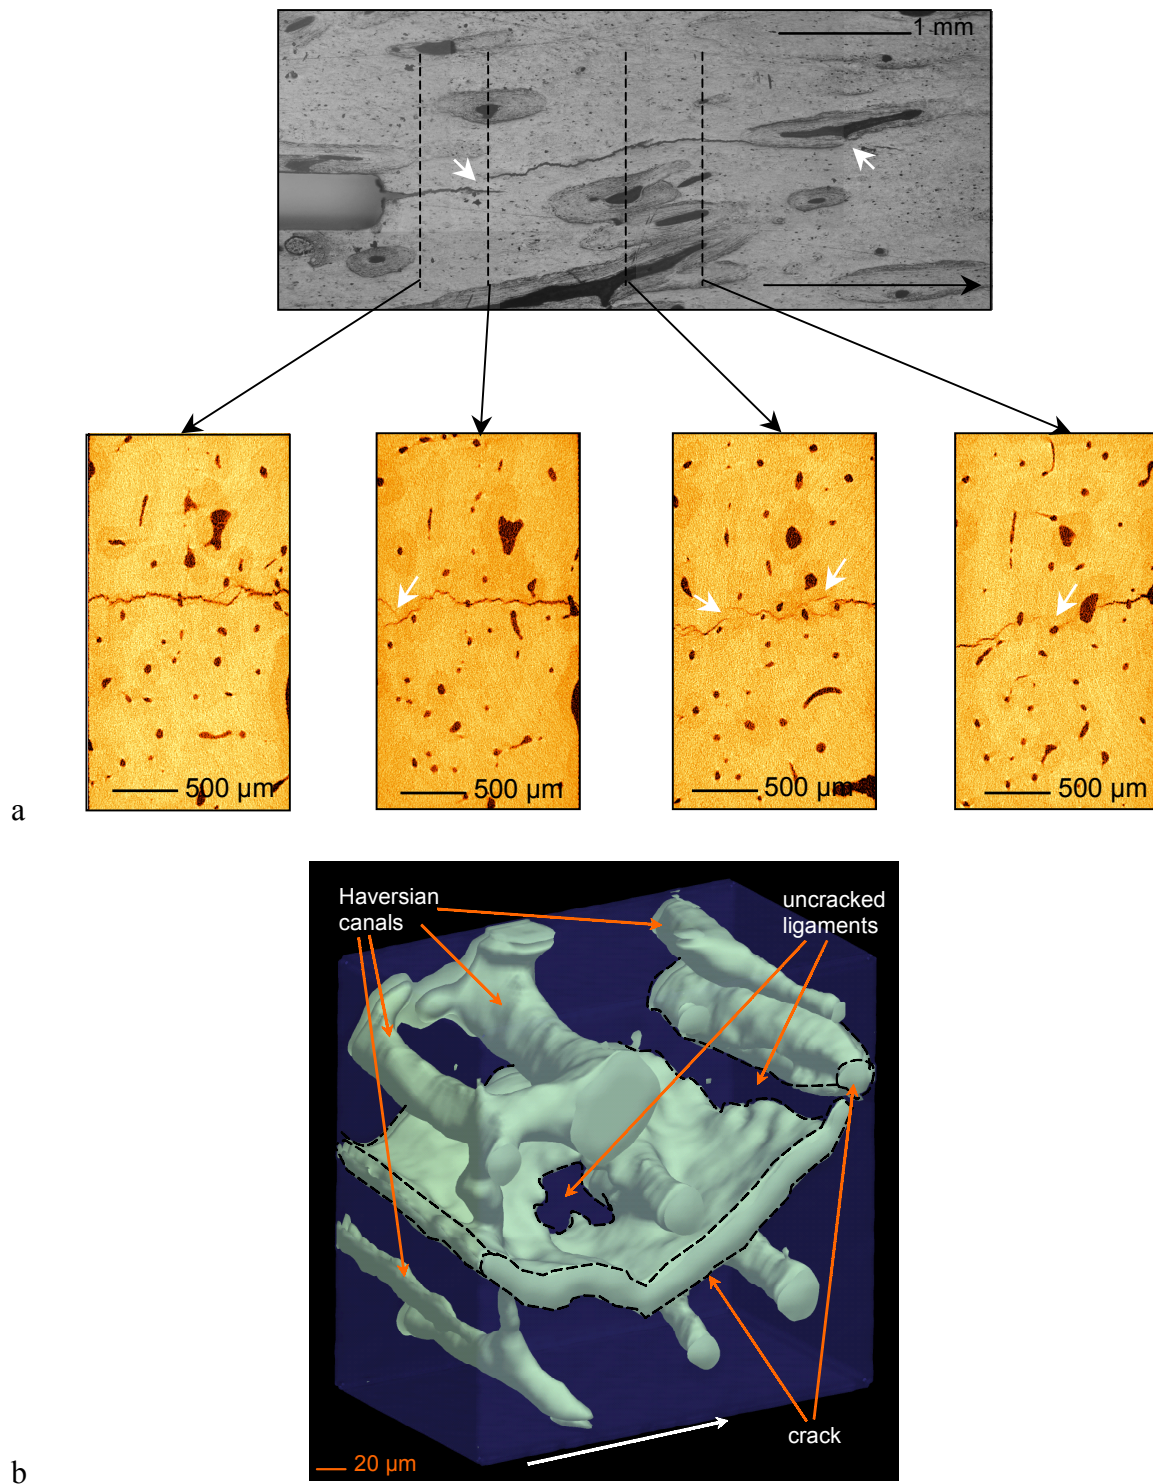 1 mm
500 µm
500 µm
500 µm
500 µm
a
Haversian
canals
uncracked
ligaments
crack
20 µm
b